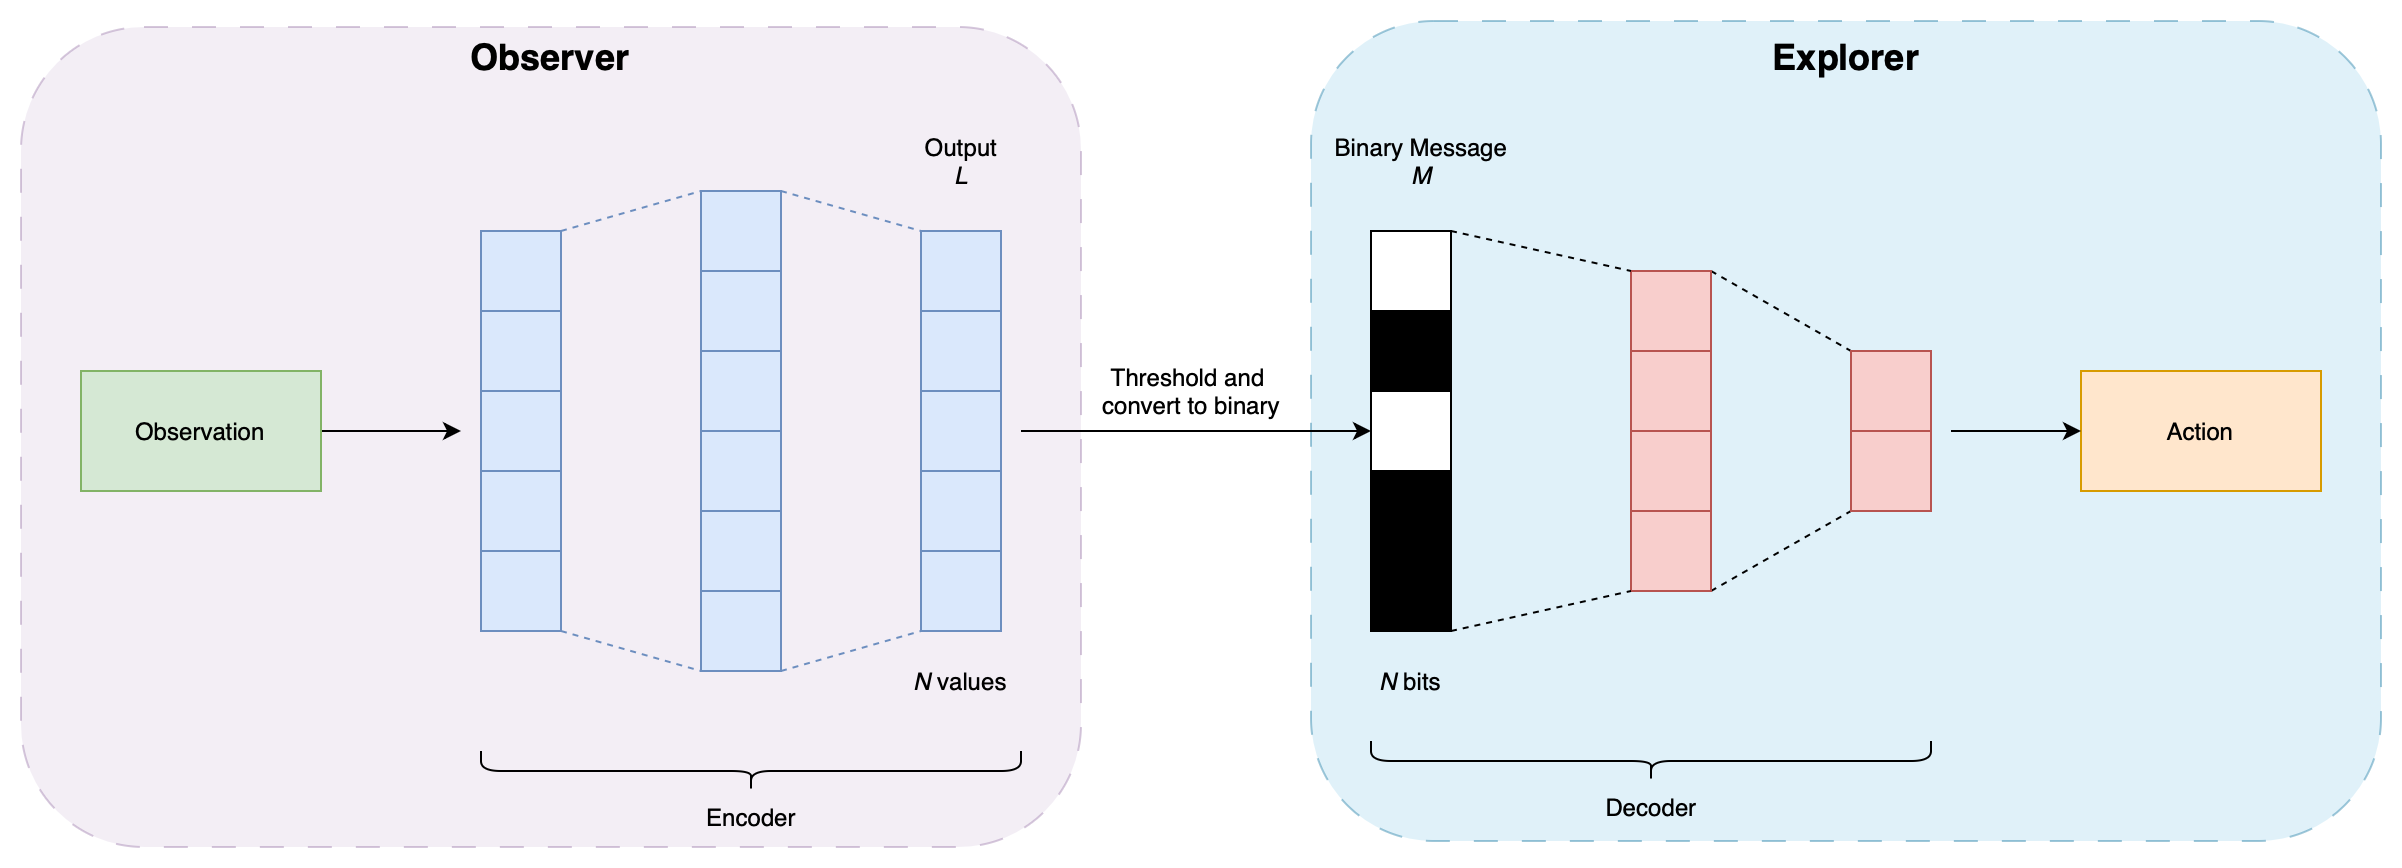 Observer
Output
L
Observation
N values
Encoder
Threshold and
convert to binary
Explorer
Binary Message
M
N bits
Decoder
Action